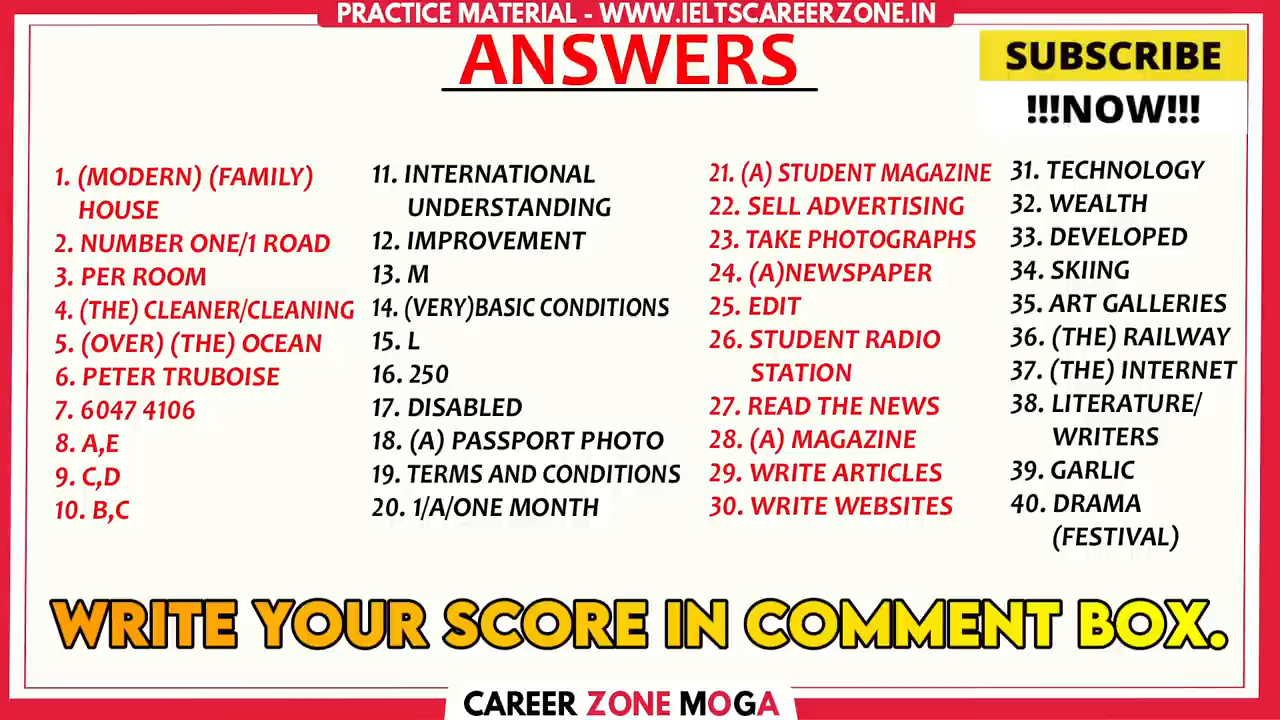 PRACTICE MATERIAL - WWW.IELTSCAREERZONE.IN
ANSWERS
SUBSCRIBE
!!!NOW!!!
1. (MODERN) (FAMILY)
HOUSE
2. NUMBER ONE/1 ROAD
3. PER ROOM
4. (THE) CLEANER/CLEANING
5. (OVER) (THE) OCEAN
6. PETER TRUBOISE
7. 6047 4106
8. A,E
9. C,D
10. B,C
11. INTERNATIONAL
UNDERSTANDING
12. IMPROVEMENT
13. M
14. (VERY)BASIC CONDITIONS
15. L
16. 250
17. DISABLED
18. (A) PASSPORT PHOTO
19. TERMS AND CONDITIONS
20. 1/A/ONE MONTH
21. (A) STUDENT MAGAZINE
22. SELL ADVERTISING
23. TAKE PHOTOGRAPHS
24. (A)NEWSPAPER
25. EDIT
26. STUDENT RADIO
STATION
27. READ THE NEWS
28. (A) MAGAZINE
29. WRITE ARTICLES
30. WRITE WEBSITES
31. TECHNOLOGY
32. WEALTH
33. DEVELOPED
34. SKIING
35. ART GALLERIES
36. (THE) RAILWAY
37. (THE) INTERNET
38. LITERATURE/
WRITERS
39. GARLIC
40. DRAMA
(FESTIVAL)
WRITE YOUR SCORE IN COMMENT BOX.
CAREER ZONE MOGA